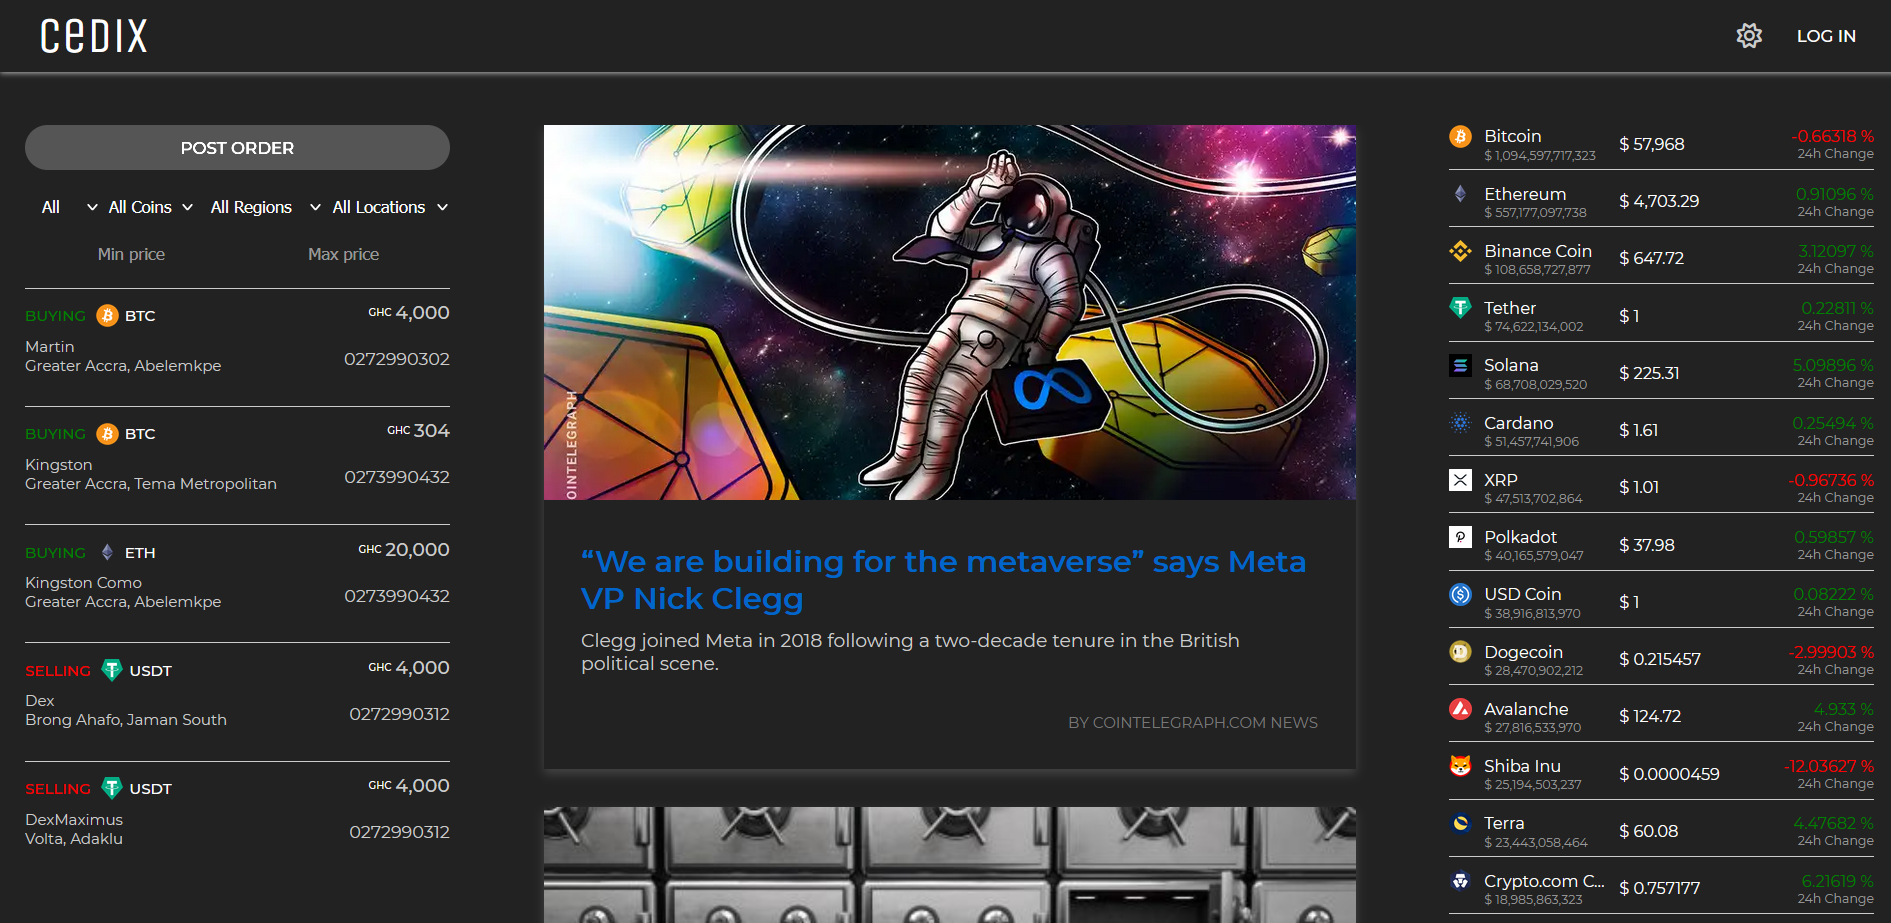 CEDIX
LOG IN
POST ORDER
All All Coins All Regions All Locations
Min price Max price
BUYING BTC GHC 4,000
Martin
Greater Accra, Abelemkpe 0272990302
BUYING BTC GHC 304
Kingston
Greater Accra, Tema Metropolitan 0273990432
BUYING ETH GHC 20,000
Kingston Como
Greater Accra, Abelemkpe 0273990432
SELLING USDT GHC 4,000
Dex
Brong Ahafo, Jaman South 0272990312
SELLING USDT GHC 4,000
DexMaximus
Volta, Adaklu 0272990312
OINTELEGRAPH
“We are building for the metaverse” says Meta
VP Nick Clegg
Clegg joined Meta in 2018 following a two-decade tenure in the British
political scene.
BY COINTELEGRAPH.COM NEWS
Bitcoin $ 57,968 -0.66318 %
$ 1,094,597,717,323 24h Change
Ethereum $ 4,703.29 0.91096 %
$ 557,177,097,738 24h Change
Binance Coin $ 647.72 3.12097 %
$ 108,658,727,877 24h Change
Tether $ 1 0.22811 %
$ 74,622,134,002 24h Change
Solana $ 225.31 5.09896 %
$ 68,708,029,520 24h Change
Cardano $ 1.61 0.25494 %
$ 51,457,741,906 24h Change
XRP $ 1.01 -0.96736 %
$ 47,513,702,864 24h Change
Polkadot $ 37.98 0.59857 %
$ 40,165,579,047 24h Change
USD Coin $ 1 0.08222 %
$ 38,916,813,970 24h Change
Dogecoin $ 0.215457 -2.99903 %
$ 28,470,902,212 24h Change
Avalanche $ 124.72 4.933 %
$ 27,816,533,970 24h Change
Shiba Inu $ 0.0000459 -12.03627 %
$ 25,194,503,237 24h Change
Terra $ 60.08 4.47682 %
$ 23,443,058,464 24h Change
Crypto.com C... $ 0.757177 6.21619 %
$ 18,985,863,323 24h Change